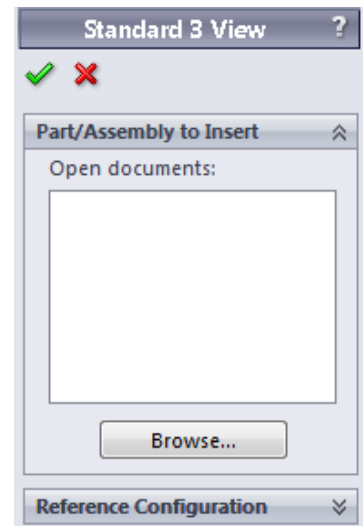 Standard 3 View ?
Part/Assembly to Insert
Open documents:
Browse...
Reference Configuration